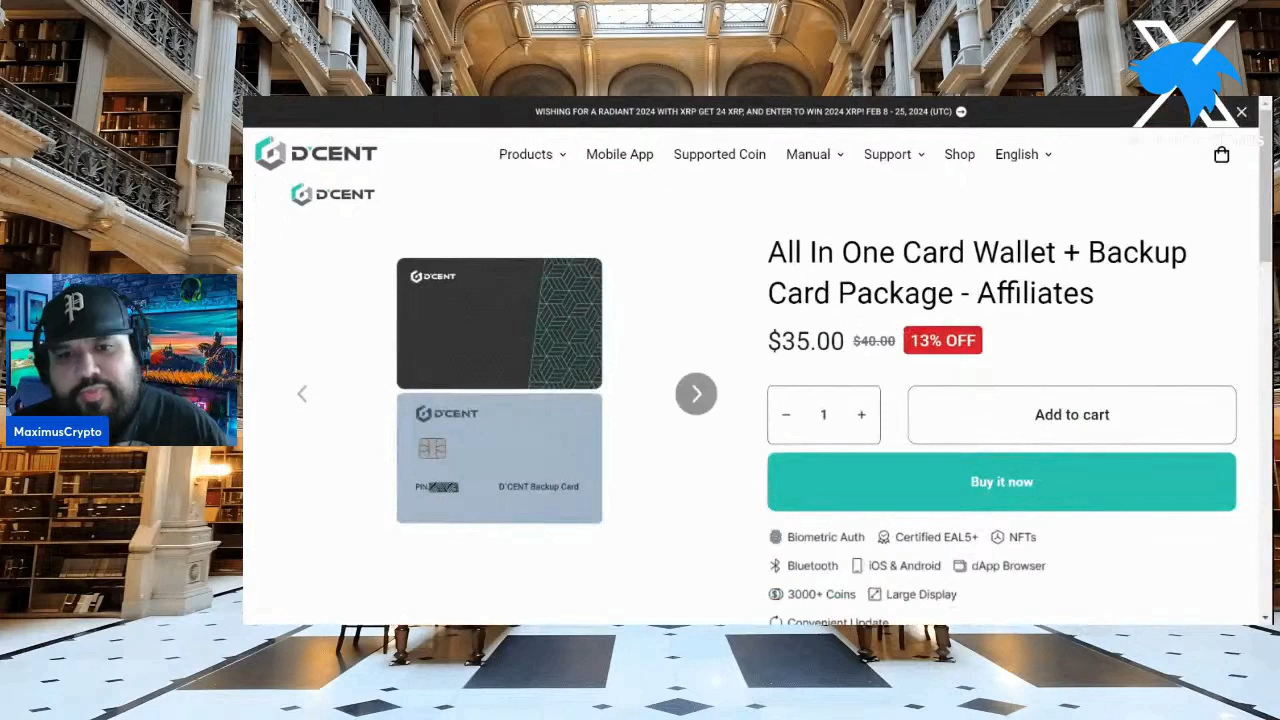 WISHING FOR A RADIANT 2024 WITH XRP GET 24 XRP, AND ENTER TO WIN 2024 XRP! FEB 8 - 25, 2024 (UTC)
D'CENT
Products
Mobile App
Supported Coin
Manual
Support
Shop
English
D'CENT
All In One Card Wallet + Backup
Card Package - Affiliates
$35.00 $40.00 13% OFF
− 1 +
Add to cart
Buy it now
D'CENT
D'CENT
PIN.
D'CENT Backup Card
Biometric Auth Certified EAL5+ NFTs
Bluetooth iOS & Android dApp Browser
3000+ Coins Large Display
Convenient Update
P
MaximusCrypto